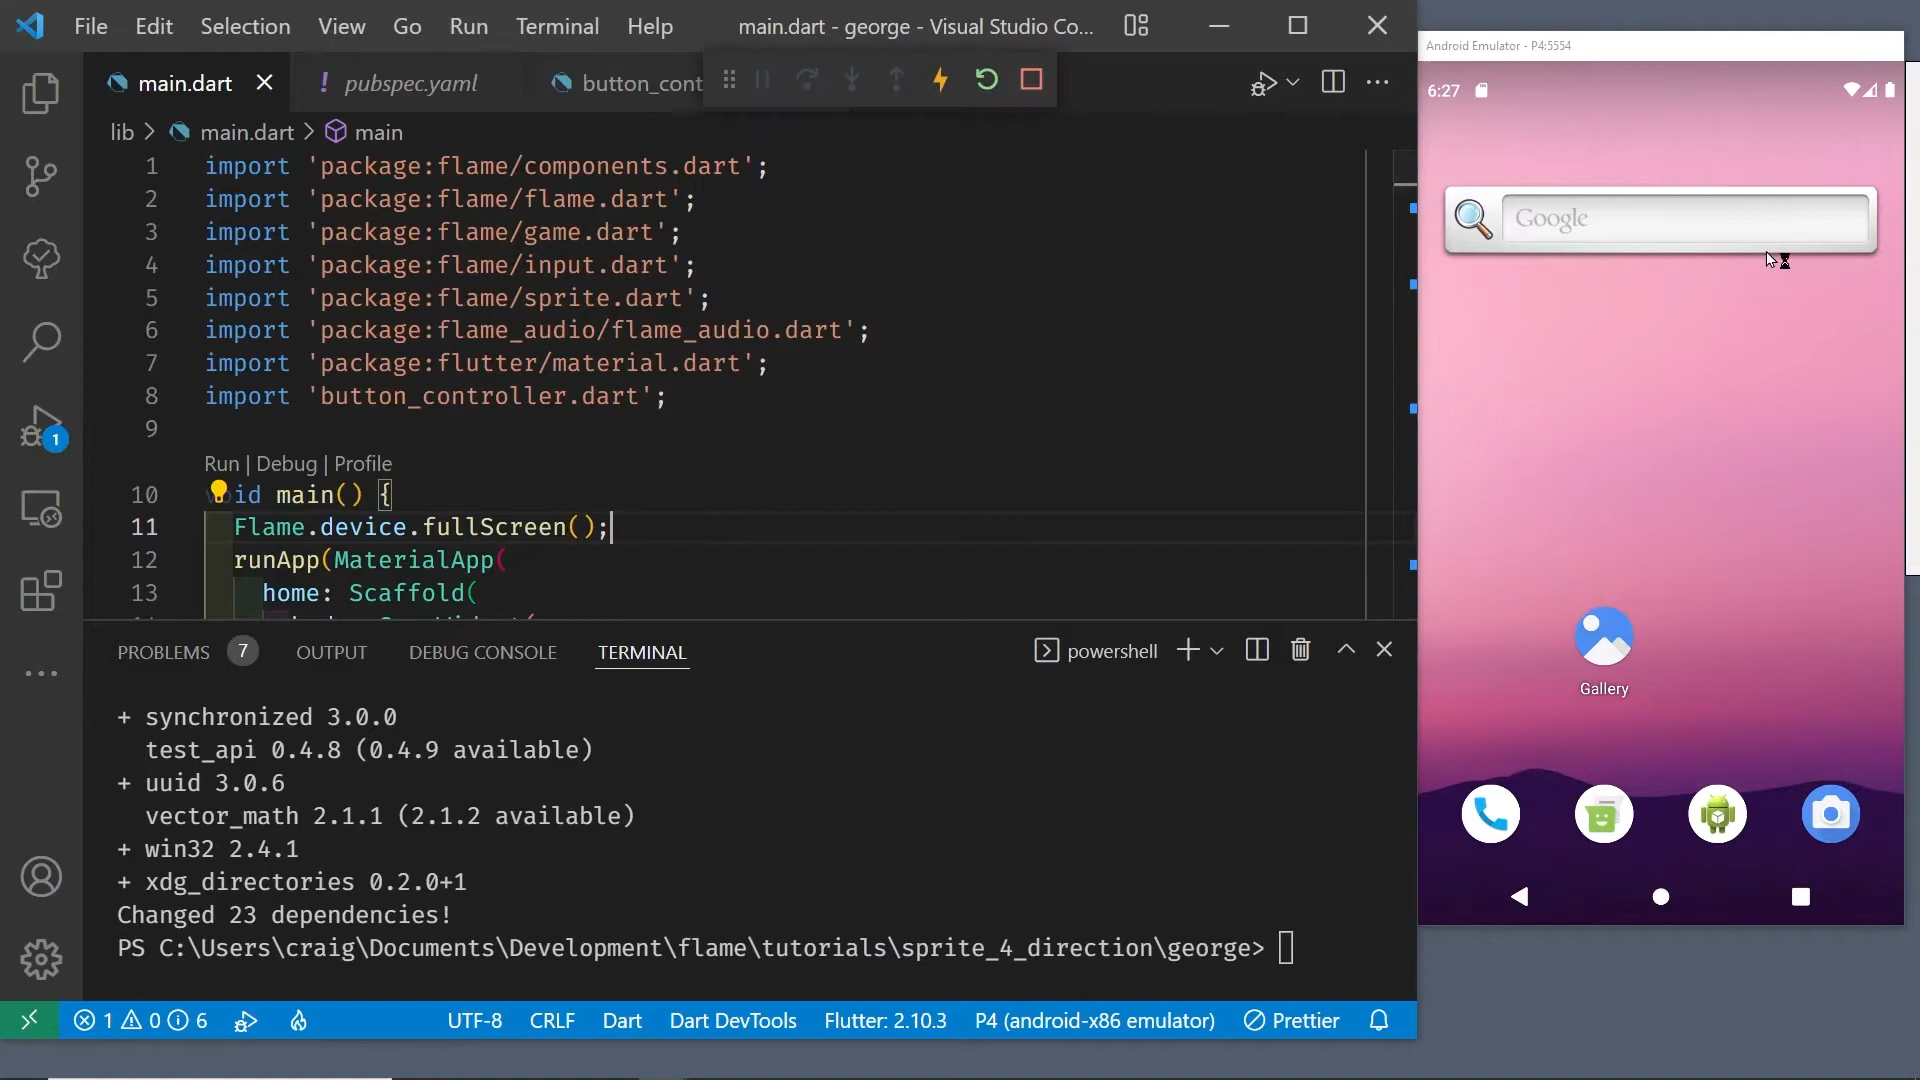 File Edit Selection View Go Run Terminal Help main.dart - george - Visual Studio Co...
main.dart pubspec.yaml button_cont
lib > main.dart > main
1 import 'package:flame/components.dart';
2 import 'package:flame/flame.dart';
3 import 'package:flame/game.dart';
4 import 'package:flame/input.dart';
5 import 'package:flame/sprite.dart';
6 import 'package:flame_audio/flame_audio.dart';
7 import 'package:flutter/material.dart';
8 import 'button_controller.dart';
9
Run | Debug | Profile
10 void main() {
11 Flame.device.fullScreen();
12 runApp(MaterialApp(
13 home: Scaffold(
PROBLEMS 7 OUTPUT DEBUG CONSOLE TERMINAL powershell
+ synchronized 3.0.0
test_api 0.4.8 (0.4.9 available)
+ uuid 3.0.6
vector_math 2.1.1 (2.1.2 available)
+ win32 2.4.1
+ xdg_directories 0.2.0+1
Changed 23 dependencies!
PS C:\Users\craig\Documents\Development\flame\tutorials\sprite_4_direction\george>
1 0 6 UTF-8 CRLF Dart Dart DevTools Flutter: 2.10.3 P4 (android-x86 emulator) Prettier
1
Android Emulator - P4:5554
6:27
Google
Gallery